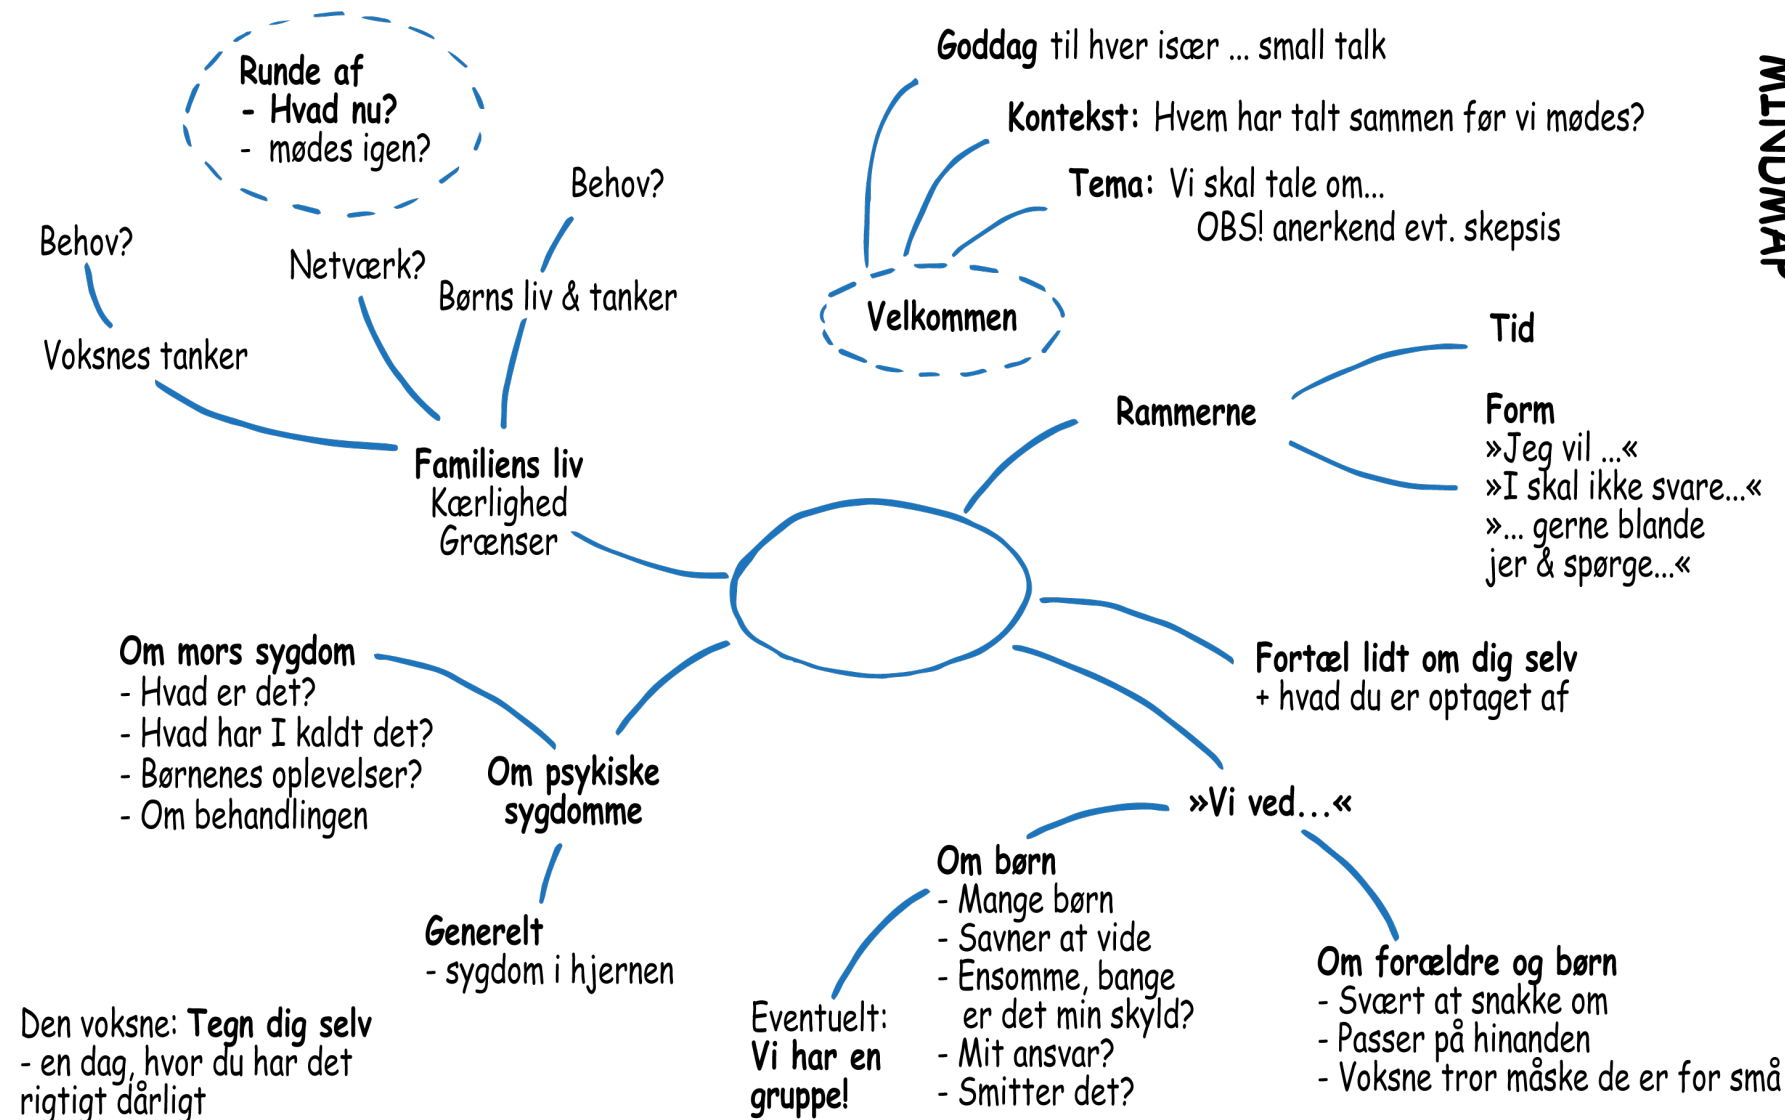 MINDMAP
Goddag til hver især ... small talk
Kontekst: Hvem har talt sammen før vi mødes?
Tema: Vi skal tale om...
OBS! anerkend evt. skepsis
Velkommen
Rammerne
Tid
Form
»Jeg vil ...«
»I skal ikke svare...«
»... gerne blande
jer & spørge...«
Fortæl lidt om dig selv
+ hvad du er optaget af
»Vi ved...«
Om forældre og børn
- Svært at snakke om
- Passer på hinanden
- Voksne tror måske de er for små
Om børn
- Mange børn
- Savner at vide
- Ensomme, bange
er det min skyld?
- Mit ansvar?
- Smitter det?
Eventuelt:
Vi har en
gruppe!
Om psykiske
sygdomme
Generelt
- sygdom i hjernen
Om mors sygdom
- Hvad er det?
- Hvad har I kaldt det?
- Børnenes oplevelser?
- Om behandlingen
Den voksne: Tegn dig selv
- en dag, hvor du har det
rigtigt dårligt
Familiens liv
Kærlighed
Grænser
Voksnes tanker
Behov?
Netværk?
Børns liv & tanker
Behov?
Runde af
- Hvad nu?
- mødes igen?